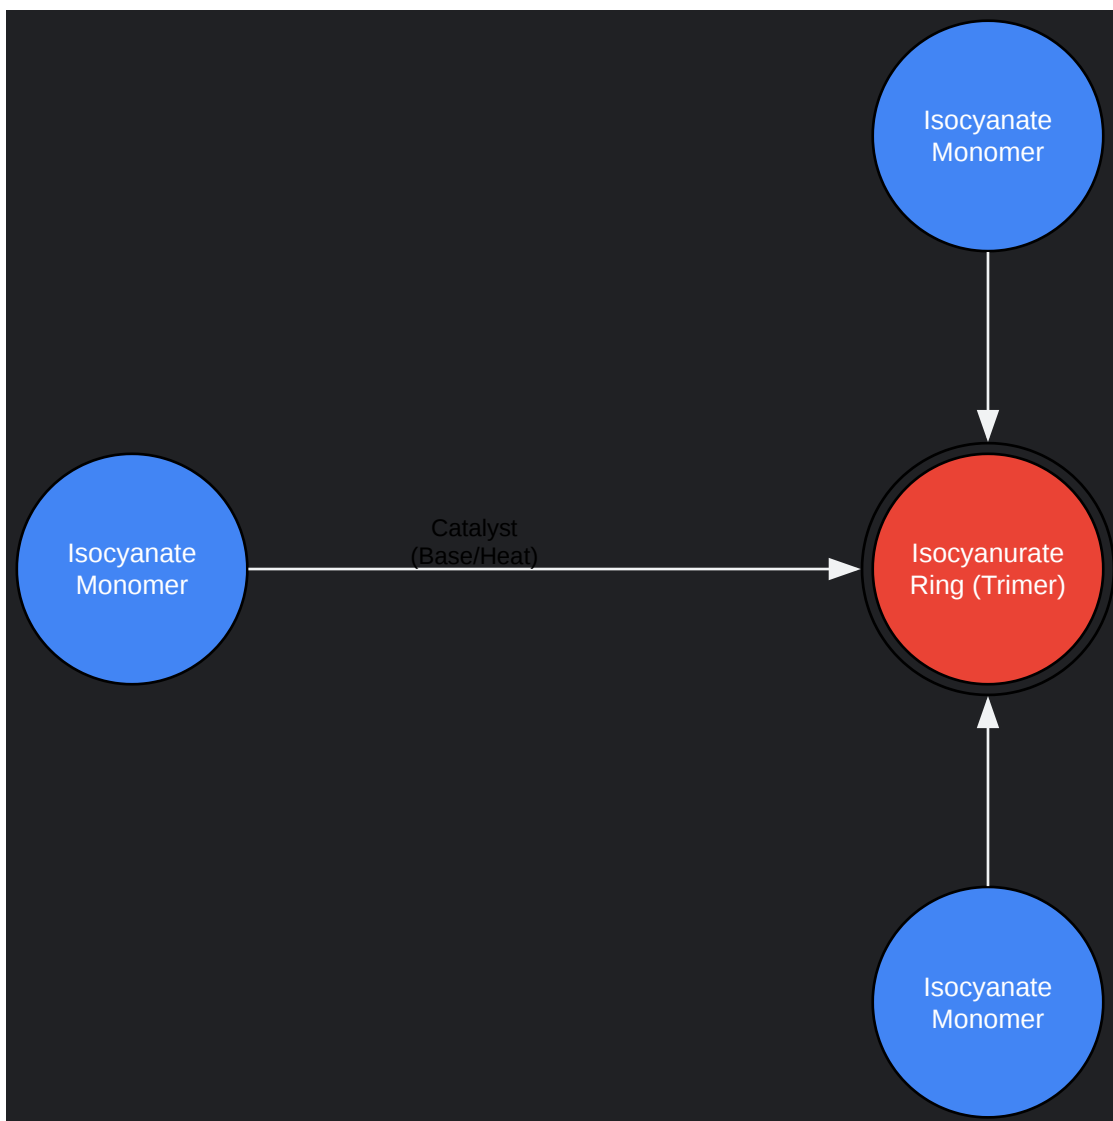 Isocyanate
Monomer
Catalyst
(Base/Heat)
Isocyanate
Monomer
Isocyanurate
Ring (Trimer)
Isocyanate
Monomer